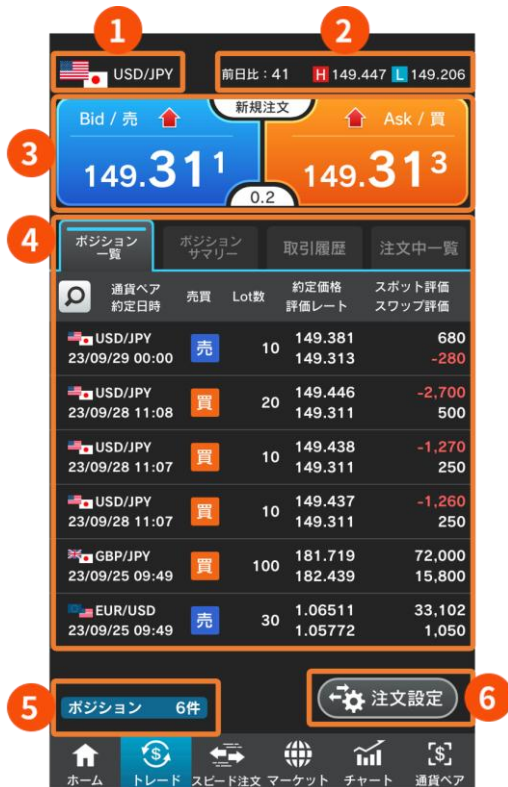 1
2
USD/JPY
前日比：41 H 149.447 L 149.206
3
新規注文
Bid / 売
Ask / 買
149.311
149.313
0.2
4
ポジション
一覧
ポジション
サマリー
取引履歴
注文中一覧
通貨ペア
約定日時
売買
Lot数
約定価格
評価レート
スポット評価
スワップ評価
USD/JPY
23/09/29 00:00
売
10
149.381
149.313
680
-280
USD/JPY
23/09/28 11:08
買
20
149.446
149.311
-2,700
500
USD/JPY
23/09/28 11:07
買
10
149.438
149.311
-1,270
250
USD/JPY
23/09/28 11:07
買
10
149.437
149.311
-1,260
250
GBP/JPY
23/09/25 09:49
買
100
181.719
182.439
72,000
15,800
EUR/USD
23/09/25 09:49
売
30
1.06511
1.05772
33,102
1,050
5
ポジション 6件
注文設定
6
ホーム
$
トレード
スピード注文
マーケット
チャート
$
通貨ペア